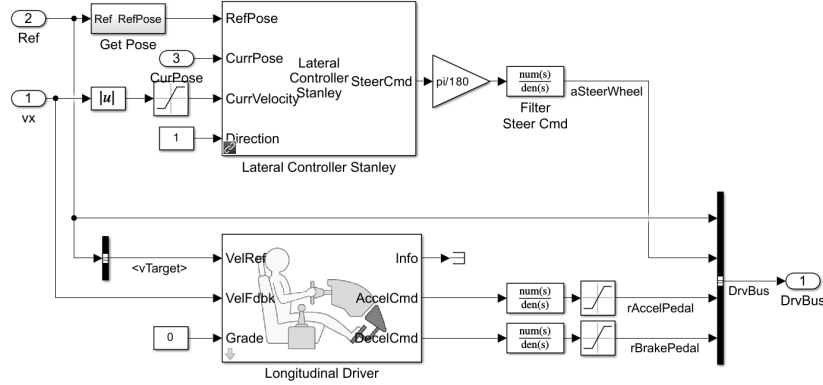 2
Ref
Ref RefPose
Get Pose
RefPose
3
CurPose
CurrPose
1
vx
|u|
CurrVelocity
1
Direction
Lateral
Controller
Stanley
SteerCmd
Lateral Controller Stanley
pi/180
num(s)
den(s)
Filter
Steer Cmd
aSteerWheel
<vTarget>
VelRef
VelFdbk
0
Grade
Info
AccelCmd
DecelCmd
Longitudinal Driver
num(s)
den(s)
rAccelPedal
num(s)
den(s)
rBrakePedal
DrvBus
1
DrvBus